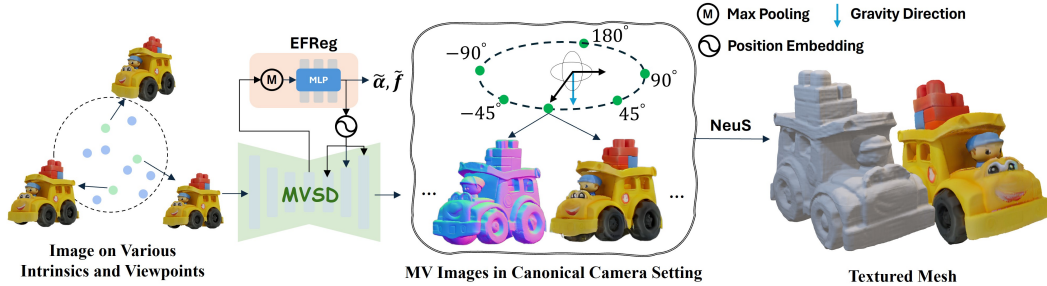 EFReg
M
MLP
α̃, f̃
MVSD
Image on Various
Intrinsics and Viewpoints
180°
−90°
90°
−45°
45°
...
...
MV Images in Canonical Camera Setting
M Max Pooling
Gravity Direction
Position Embedding
NeuS
Textured Mesh